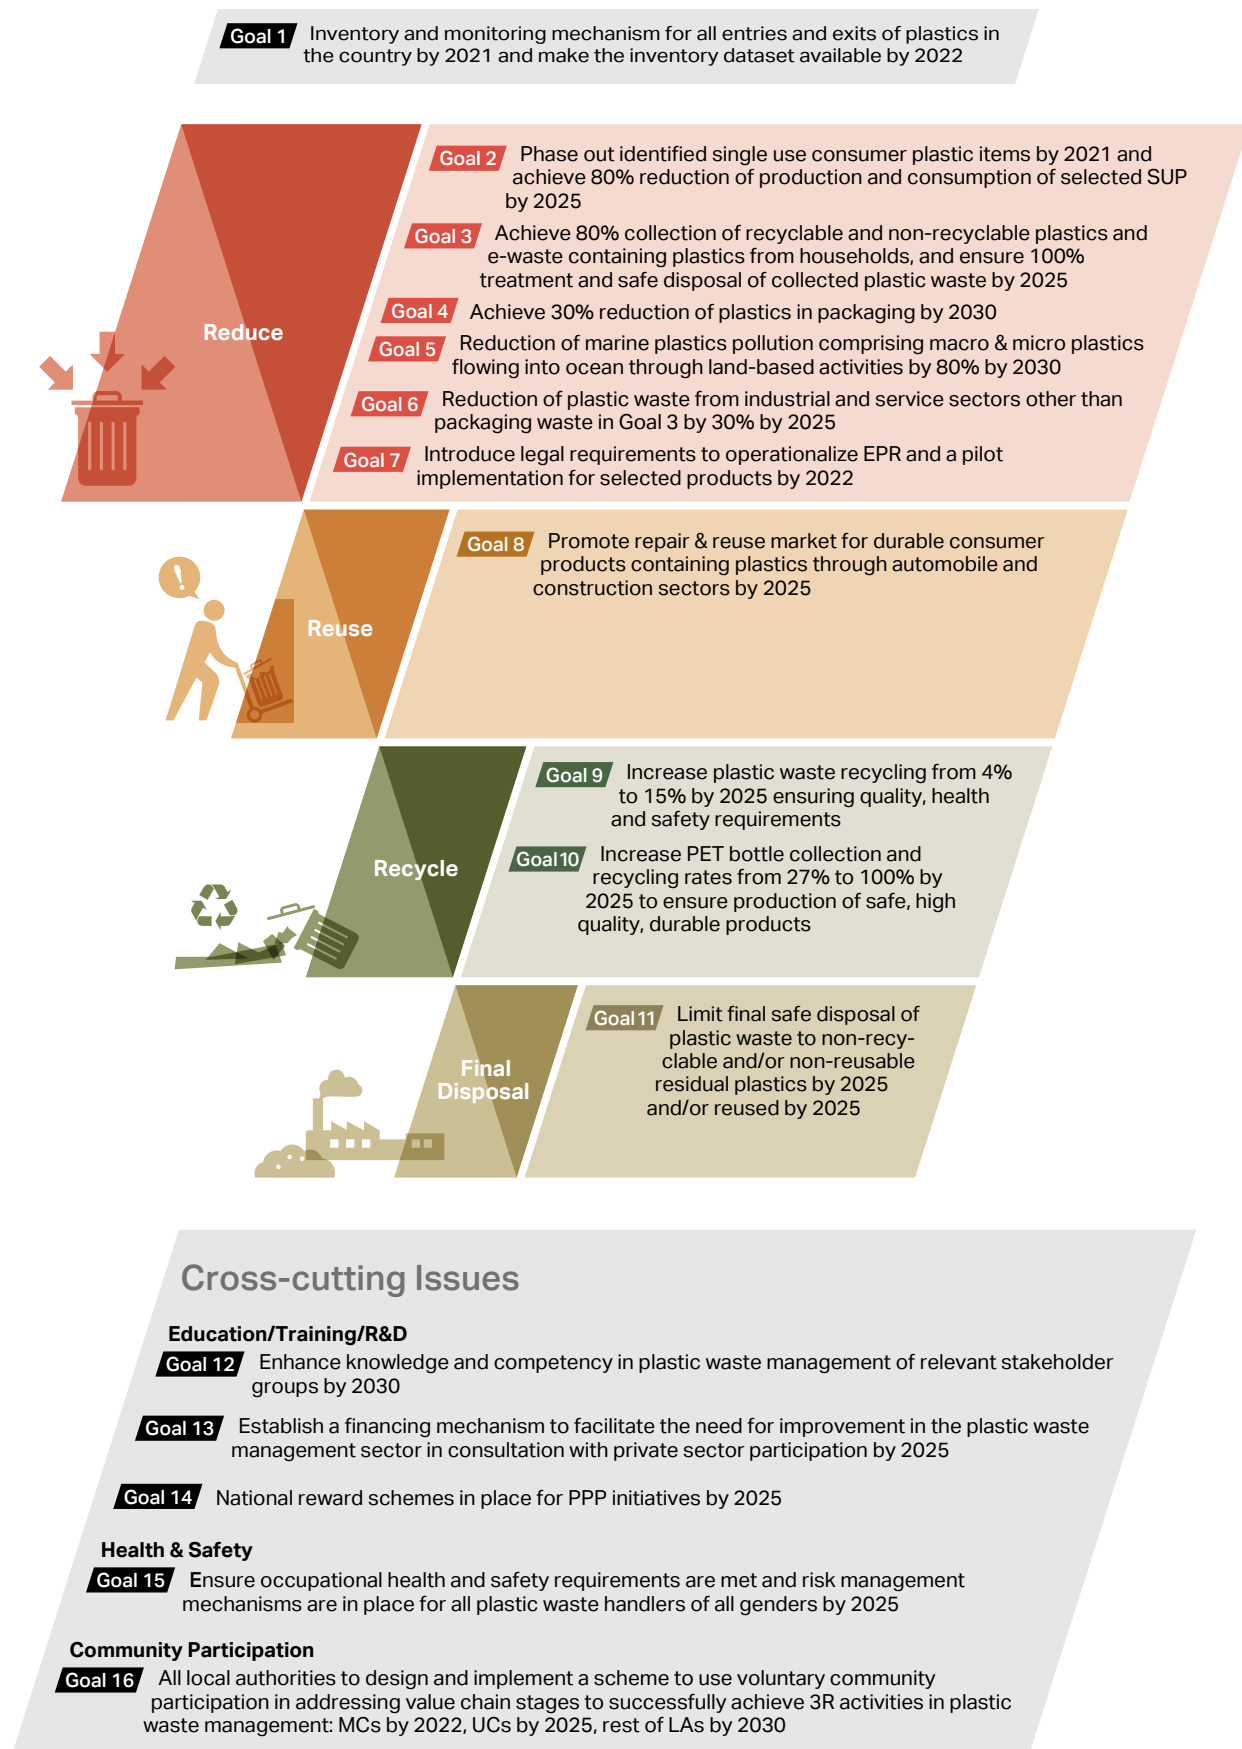 Goal 1 Inventory and monitoring mechanism for all entries and exits of plastics in
the country by 2021 and make the inventory dataset available by 2022
Reduce
Goal 2 Phase out identified single use consumer plastic items by 2021 and
achieve 80% reduction of production and consumption of selected SUP
by 2025
Goal 3 Achieve 80% collection of recyclable and non-recyclable plastics and
e-waste containing plastics from households, and ensure 100%
treatment and safe disposal of collected plastic waste by 2025
Goal 4 Achieve 30% reduction of plastics in packaging by 2030
Goal 5 Reduction of marine plastics pollution comprising macro & micro plastics
flowing into ocean through land-based activities by 80% by 2030
Goal 6 Reduction of plastic waste from industrial and service sectors other than
packaging waste in Goal 3 by 30% by 2025
Goal 7 Introduce legal requirements to operationalize EPR and a pilot
implementation for selected products by 2022
Reuse
Goal 8 Promote repair & reuse market for durable consumer
products containing plastics through automobile and
construction sectors by 2025
Recycle
Goal 9 Increase plastic waste recycling from 4%
to 15% by 2025 ensuring quality, health
and safety requirements
Goal 10 Increase PET bottle collection and
recycling rates from 27% to 100% by
2025 to ensure production of safe, high
quality, durable products
Final
Disposal
Goal 11 Limit final safe disposal of
plastic waste to non-recy-
clable and/or non-reusable
residual plastics by 2025
and/or reused by 2025
Cross-cutting Issues
Education/Training/R&D
Goal 12 Enhance knowledge and competency in plastic waste management of relevant stakeholder
groups by 2030
Goal 13 Establish a financing mechanism to facilitate the need for improvement in the plastic waste
management sector in consultation with private sector participation by 2025
Goal 14 National reward schemes in place for PPP initiatives by 2025
Health & Safety
Goal 15 Ensure occupational health and safety requirements are met and risk management
mechanisms are in place for all plastic waste handlers of all genders by 2025
Community Participation
Goal 16 All local authorities to design and implement a scheme to use voluntary community
participation in addressing value chain stages to successfully achieve 3R activities in plastic
waste management: MCs by 2022, UCs by 2025, rest of LAs by 2030